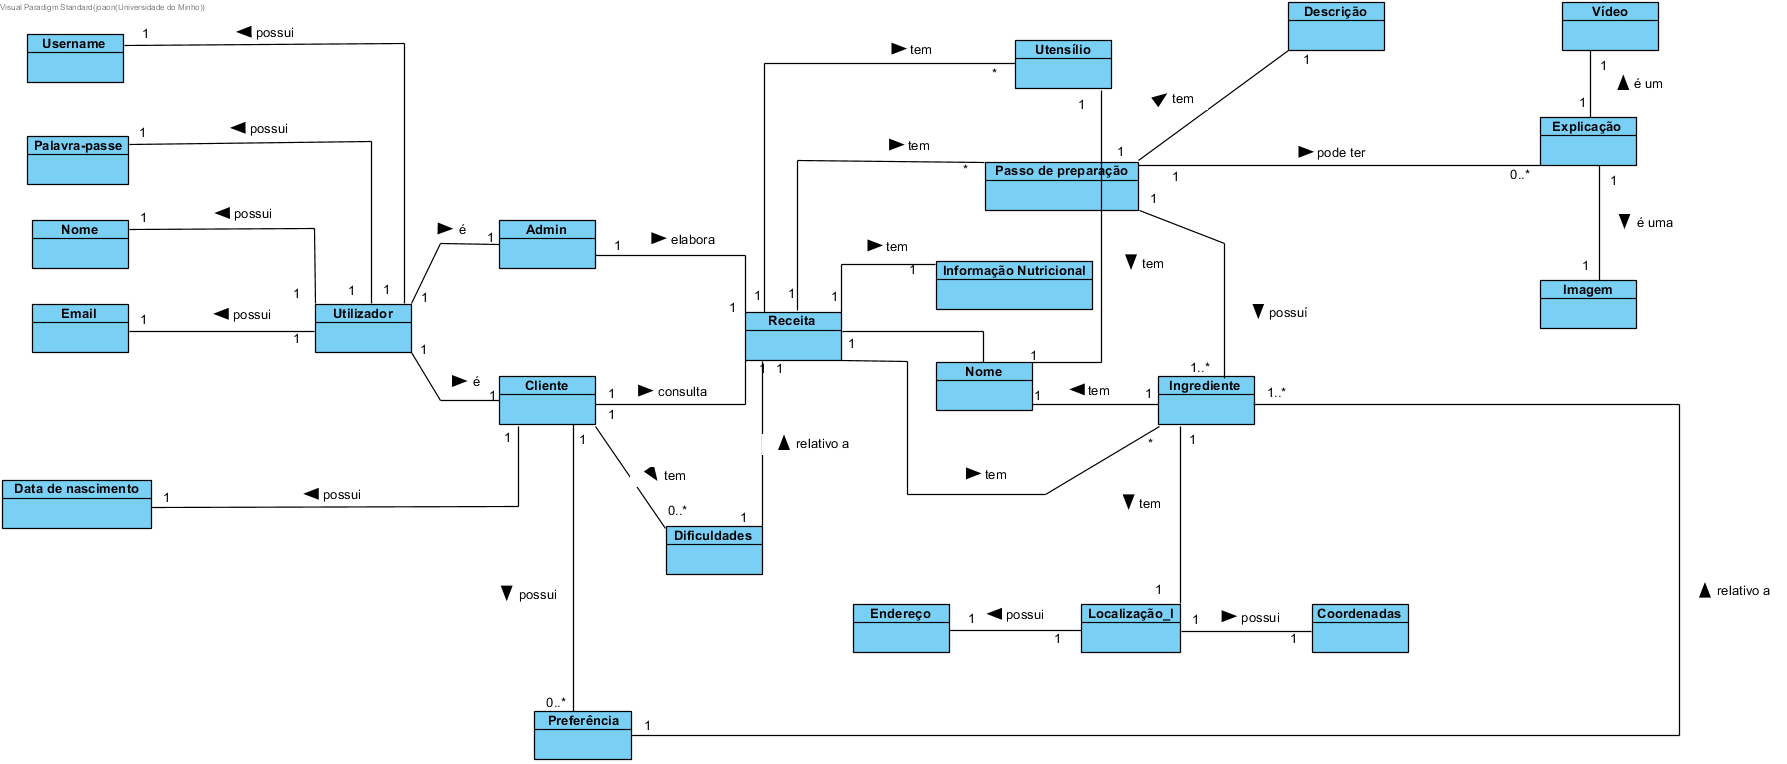 Visual Paradigm Standard(joaon(Universidade do Minho))
Descrição
Vídeo
1 possui
Username
Utensílio
tem
*
1
1
é um
1
tem
1
1
possui
Palavra-passe
tem
*
1
Passo de preparação
1
pode ter
0..*
Explicação
1
1
1
possui
Nome
é
1
Admin
1
elabora
tem
1
tem
é uma
1
Informação Nutricional
Imagem
1
1
1
1
1
1
1
1
possui
Email
1
1
Utilizador
possuí
Receita
1
1
1
1
Nome
1
1..*
é
1
Cliente
1
consulta
1
1
tem
1
Ingrediente
1..*
1
1
1
relativo a
*
1
tem
tem
Data de nascimento
1
possui
0..*
1
tem
Dificuldades
possui
1
relativo a
Endereço
1
possui
1
Localização_I
1
possui
1
Coordenadas
0..*
Preferência
1